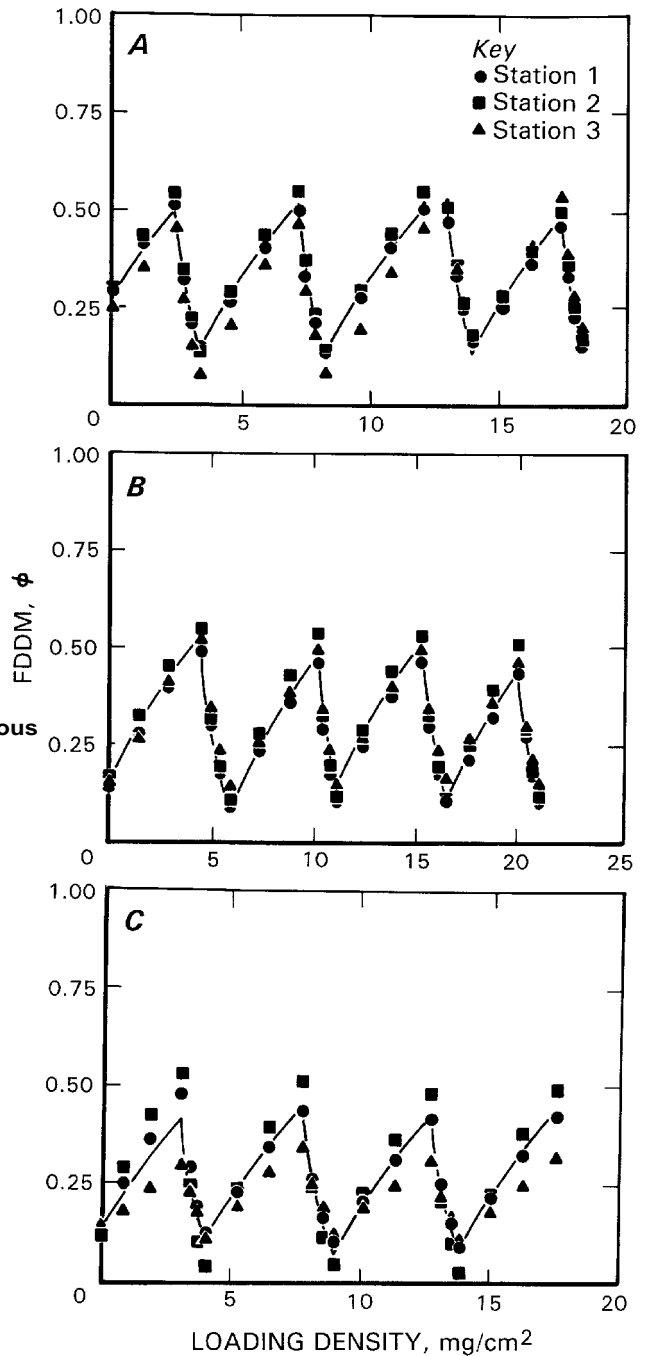 1.00
A
Key
● Station 1
■ Station 2
▲ Station 3
0.75
0.50
0.25
0
5 10 15 20
1.00
B
0.75
FDDM, ϕ
0.50
ous
0.25
0
5 10 15 20 25
1.00
C
0.75
0.50
0.25
0
5 10 15 20
LOADING DENSITY, mg/cm²